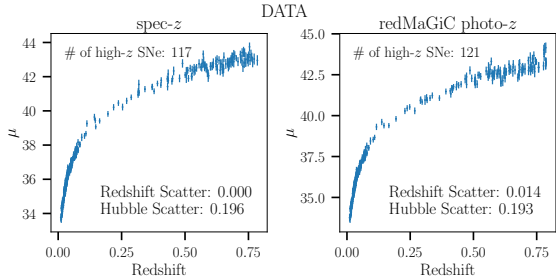 DATA
spec-z
# of high-z SNe: 117
Redshift Scatter: 0.000
Hubble Scatter: 0.196
μ
44
42
40
38
36
34
0.00 0.25 0.50 0.75
Redshift
redMaGiC photo-z
# of high-z SNe: 121
Redshift Scatter: 0.014
Hubble Scatter: 0.193
μ
45.0
42.5
40.0
37.5
35.0
0.00 0.25 0.50 0.75
Redshift